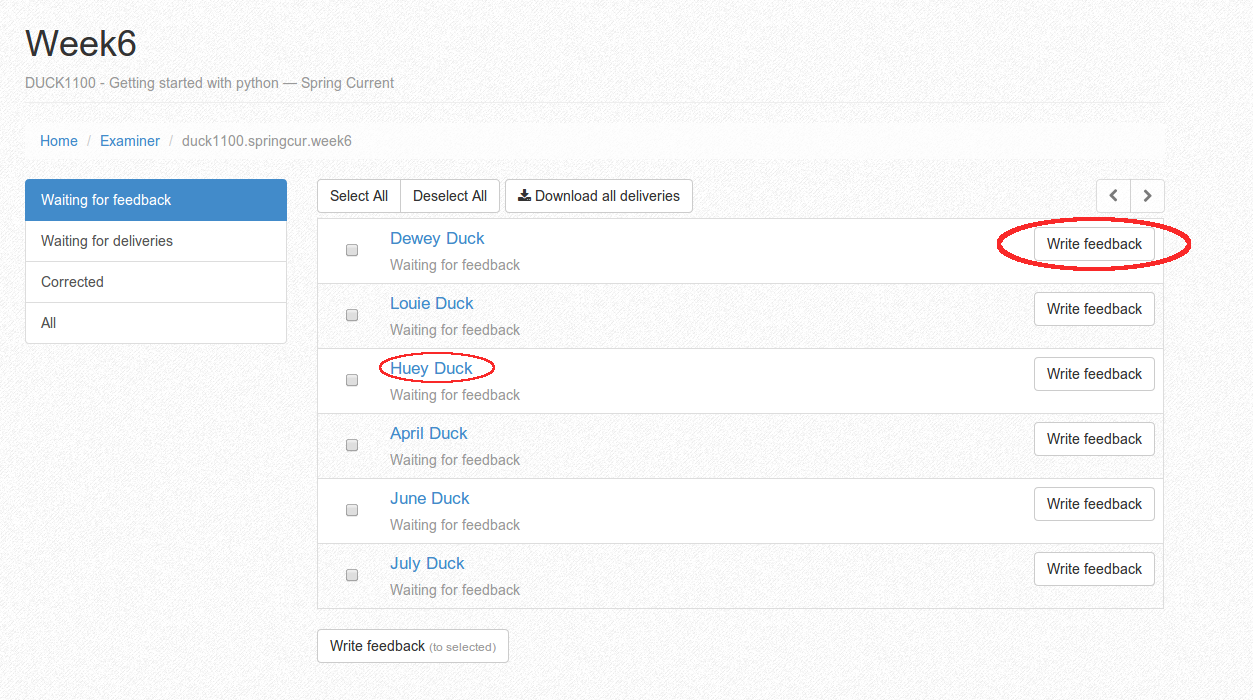 Week6
DUCK1100 - Getting started with python — Spring Current
Home / Examiner / duck1100.springcur.week6
Waiting for feedback
Waiting for deliveries
Corrected
All
Select All Deselect All Download all deliveries
Dewey Duck Write feedback
Waiting for feedback
Louie Duck Write feedback
Waiting for feedback
Huey Duck Write feedback
Waiting for feedback
April Duck Write feedback
Waiting for feedback
June Duck Write feedback
Waiting for feedback
July Duck Write feedback
Waiting for feedback
Write feedback (to selected)